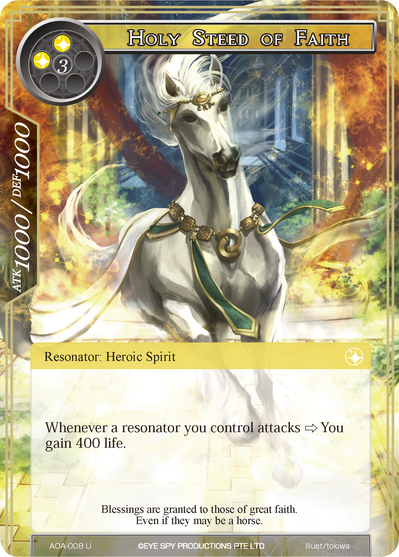 Holy Steed of Faith
3
ATK 1000 / DEF 1000
Resonator: Heroic Spirit
Whenever a resonator you control attacks ⇨ You
gain 400 life.
Blessings are granted to those of great faith.
Even if they may be a horse.
AOA-008 U
©EYE SPY PRODUCTIONS PTE LTD
Illust/tokiwa